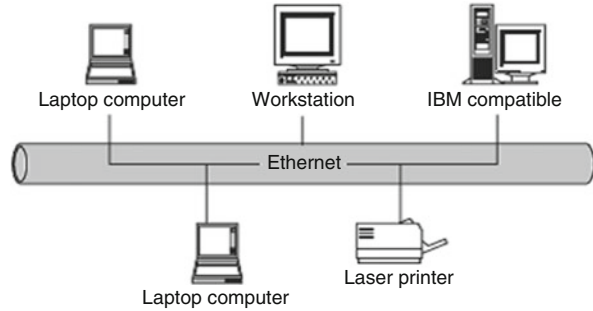 Laptop computer
Workstation
IBM compatible
Ethernet
Laser printer
Laptop computer